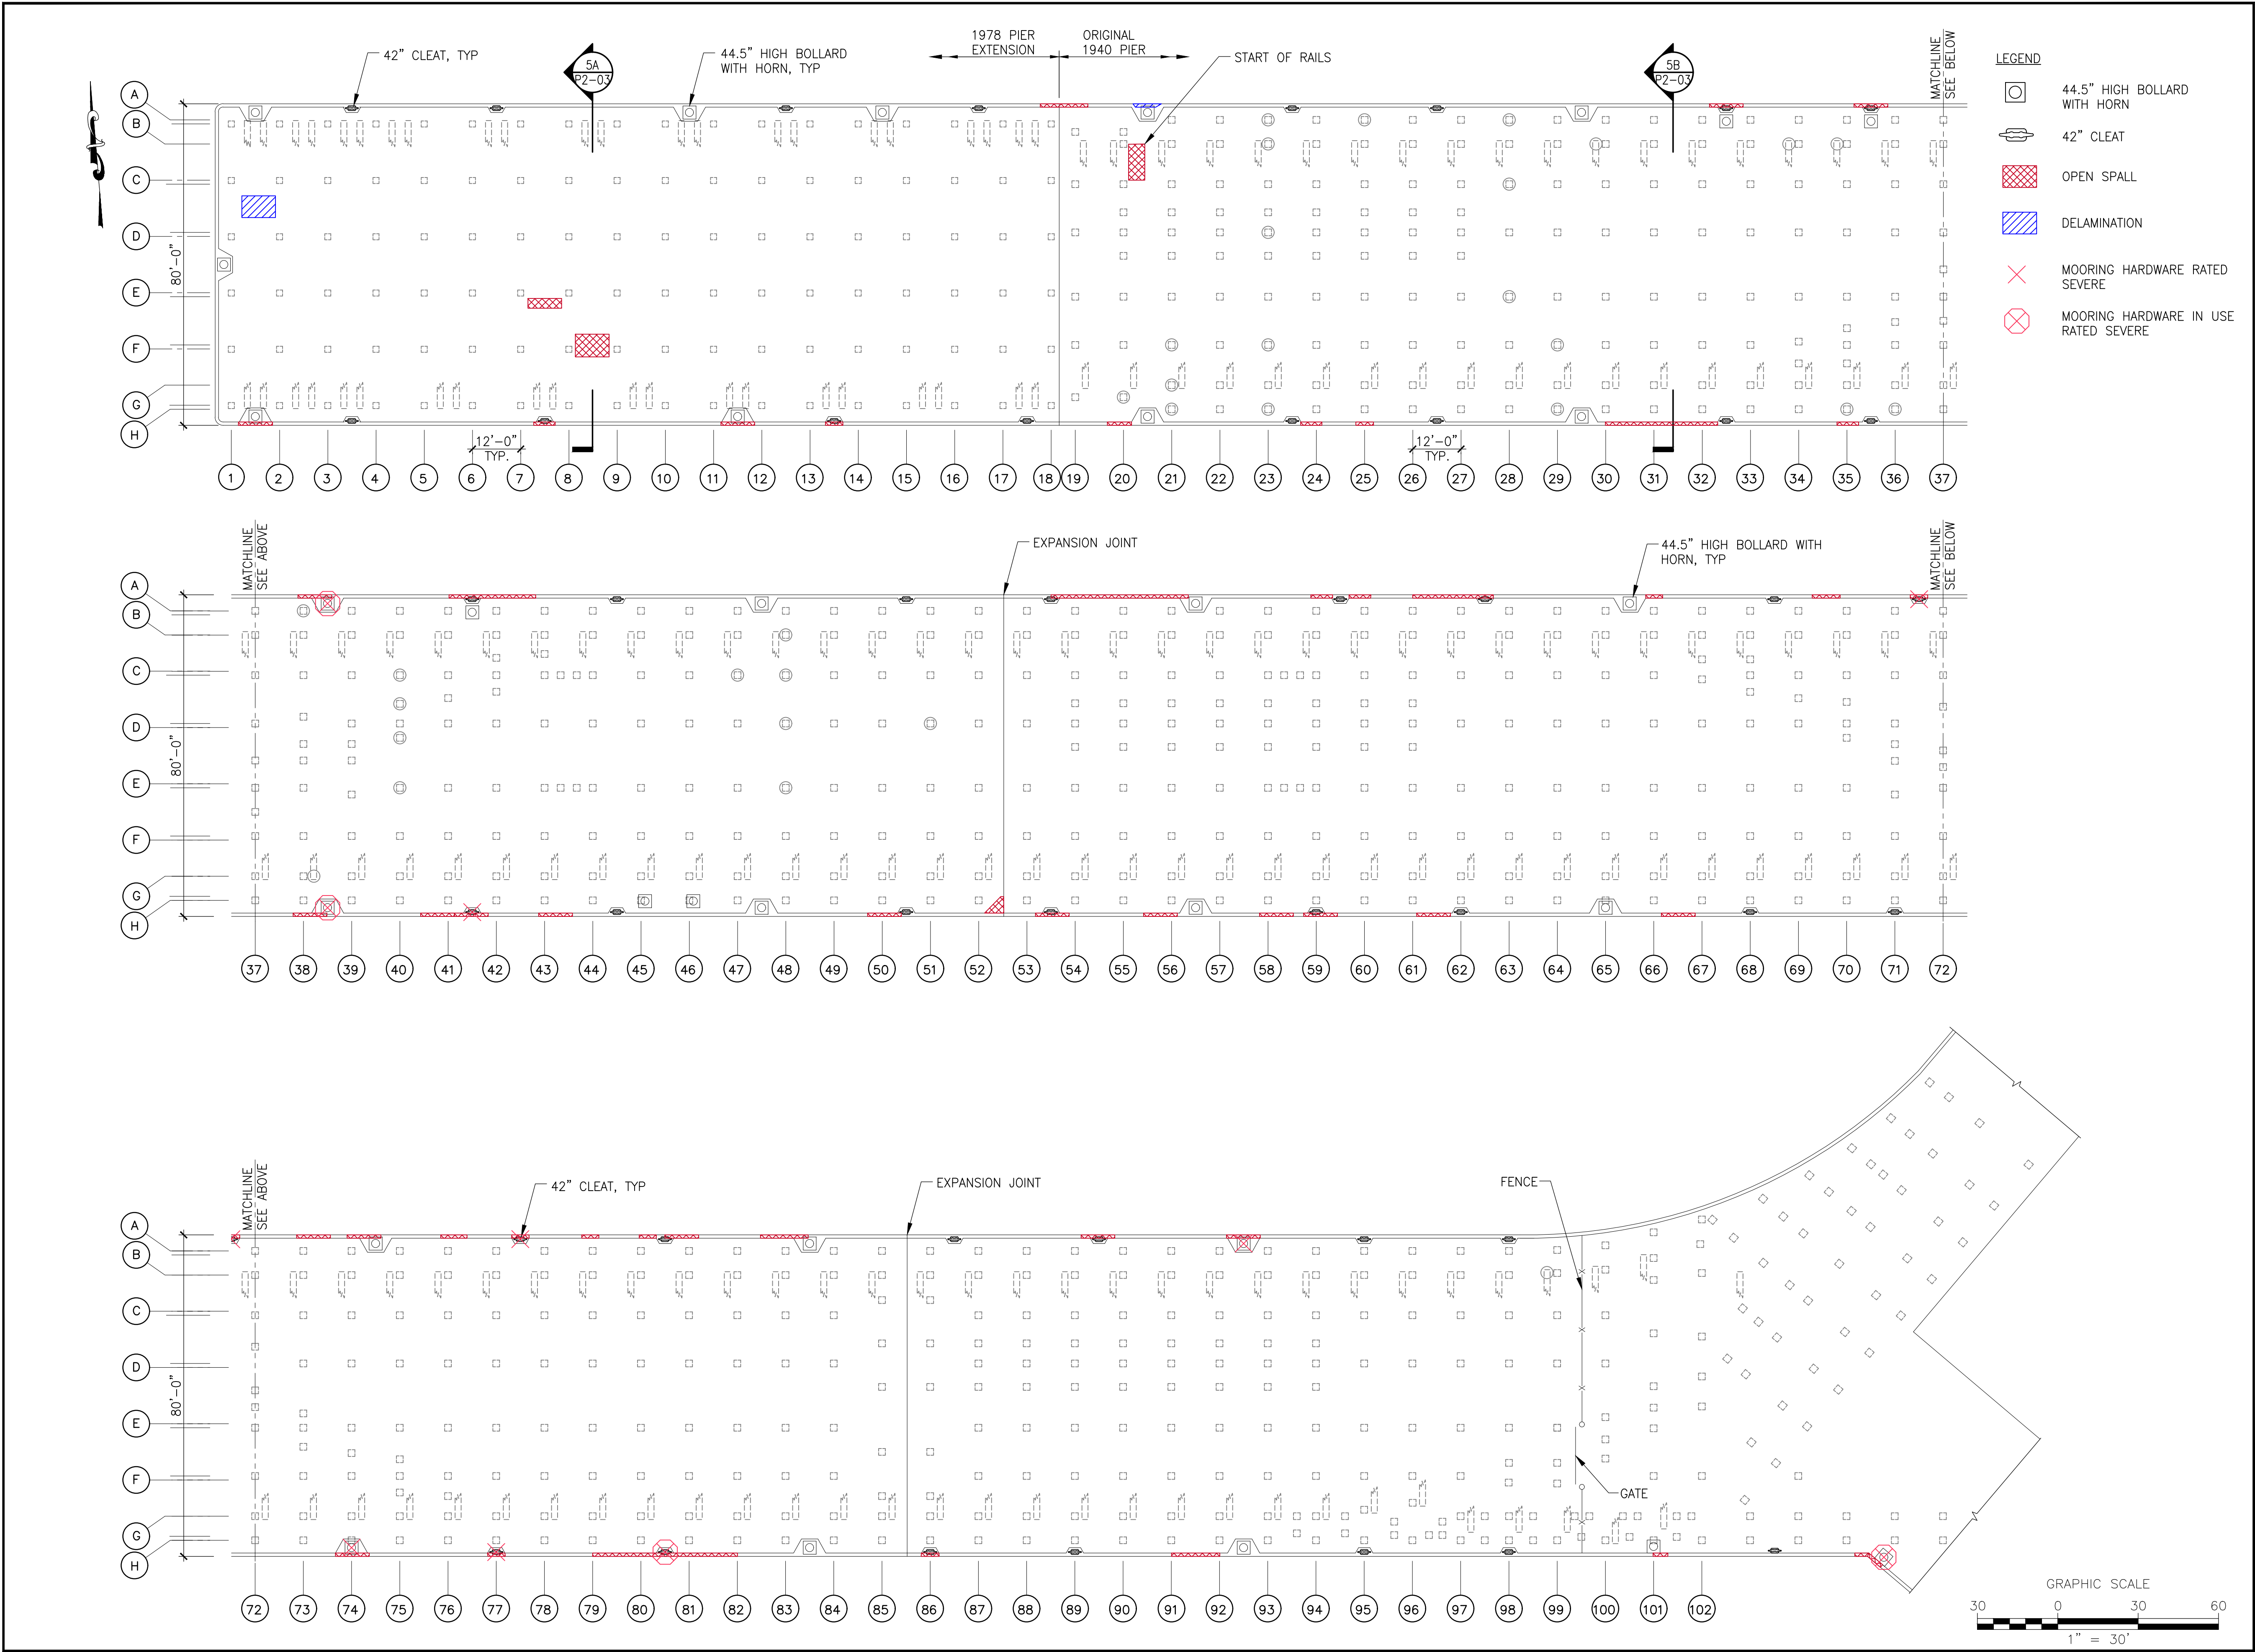 42" CLEAT, TYP
5A
P2-03
44.5" HIGH BOLLARD
WITH HORN, TYP
1978 PIER
EXTENSION
ORIGINAL
1940 PIER
START OF RAILS
5B
P2-03
MATCHLINE
SEE BELOW
LEGEND
44.5" HIGH BOLLARD
WITH HORN
42" CLEAT
OPEN SPALL
DELAMINATION
MOORING HARDWARE RATED
SEVERE
MOORING HARDWARE IN USE
RATED SEVERE
A
B
C
D
E
F
G
H
80'-0"
12'-0"
TYP.
12'-0"
TYP.
1 2 3 4 5 6 7 8 9 10 11 12 13 14 15 16 17 18 19 20 21 22 23 24 25 26 27 28 29 30 31 32 33 34 35 36 37
MATCHLINE
SEE ABOVE
EXPANSION JOINT
44.5" HIGH BOLLARD WITH
HORN, TYP
MATCHLINE
SEE BELOW
A
B
C
D
E
F
G
H
80'-0"
37 38 39 40 41 42 43 44 45 46 47 48 49 50 51 52 53 54 55 56 57 58 59 60 61 62 63 64 65 66 67 68 69 70 71 72
MATCHLINE
SEE ABOVE
42" CLEAT, TYP
EXPANSION JOINT
FENCE
GATE
A
B
C
D
E
F
G
H
80'-0"
72 73 74 75 76 77 78 79 80 81 82 83 84 85 86 87 88 89 90 91 92 93 94 95 96 97 98 99 100 101 102
GRAPHIC SCALE
30 0 30 60
1" = 30'